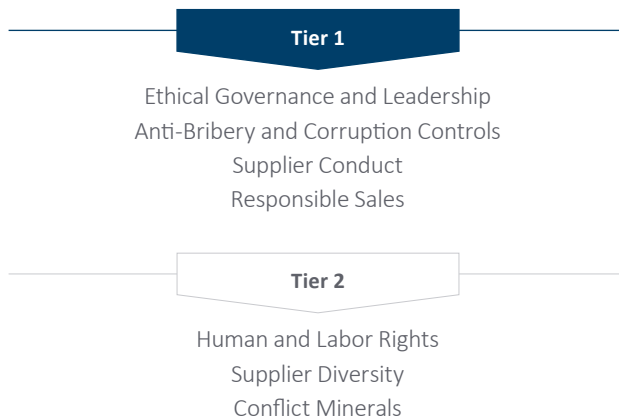 Tier 1
Ethical Governance and Leadership
Anti-Bribery and Corruption Controls
Supplier Conduct
Responsible Sales
Tier 2
Human and Labor Rights
Supplier Diversity
Conflict Minerals